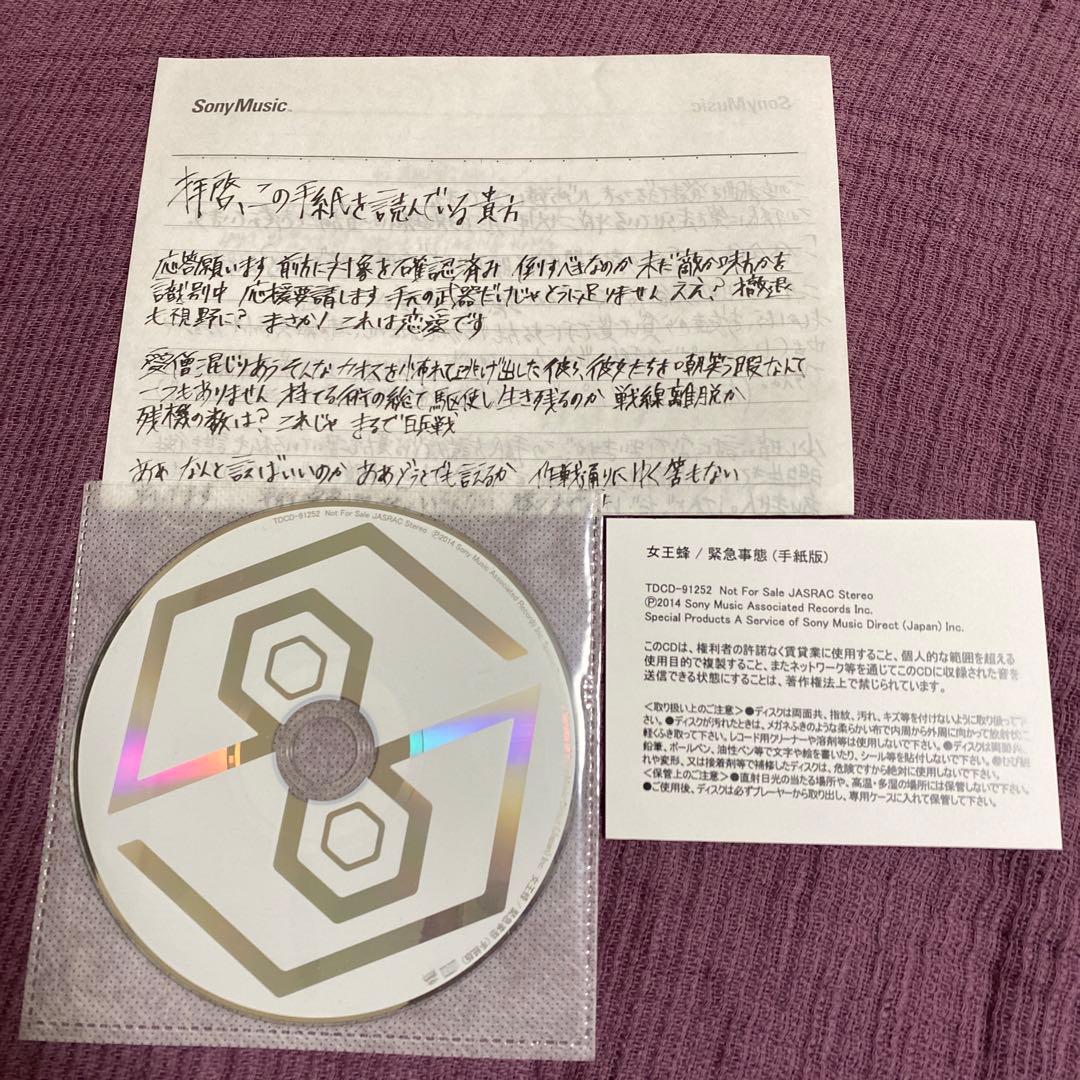 SonyMusic
拝啓、この手紙を読んでいる貴方
応答願います 前方に対象を確認済み 倒すべきなのか 未だ敵か味方かを
識別中 応援要請します 手元の武器だけじゃどうに足りません ええ? 撤退
も視野に? まさか! これは恋愛です
愛憎混じりあうそんなカオスを怖れて逃げ出した彼ら、彼女たちを嘲笑う暇なんて
一つもありません 持てる術の総て駆使し生き残るのか 戦線離脱か
残機の数は? これじゃ まるで白兵戦
ああ なんと言えばいいのか ああどうとでも言えるか 作戦通りにゆく筈もない
TDCD-91252 Not For Sale JASRAC Stereo Ⓟ2014 Sony Music Associated Records Inc.
女王蜂 / 緊急事態 (手紙版)
女王蜂 / 緊急事態 (手紙版)
TDCD-91252 Not For Sale JASRAC Stereo
Ⓟ2014 Sony Music Associated Records Inc.
Special Products A Service of Sony Music Direct (Japan) Inc.
このCDは、権利者の許諾なく賃貸業に使用すること、個人的な範囲を超える
使用目的で複製すること、またネットワーク等を通じてこのCDに収録された音を
送信できる状態にすることは、著作権法上で禁じられています。
<取り扱い上のご注意>●ディスクは両面共、指紋、汚れ、キズ等を付けないように取り扱って下
さい。●ディスクが汚れたときは、メガネふきのような柔らかい布で内周から外周に向かって放射状に
軽くふき取って下さい。レコード用クリーナーや溶剤等は使用しないで下さい。●ディスクは両面共、
鉛筆、ボールペン、油性ペン等で文字や絵を書いたり、シール等を貼付しないで下さい。●ひび割
れや変形、又は接着剤等で補修したディスクは、危険ですから絶対に使用しないで下さい。
<保管上のご注意>●直射日光の当たる場所や、高温・多湿の場所には保管しないで下さい。
●ご使用後、ディスクは必ずプレーヤーから取り出し、専用ケースに入れて保管して下さい。